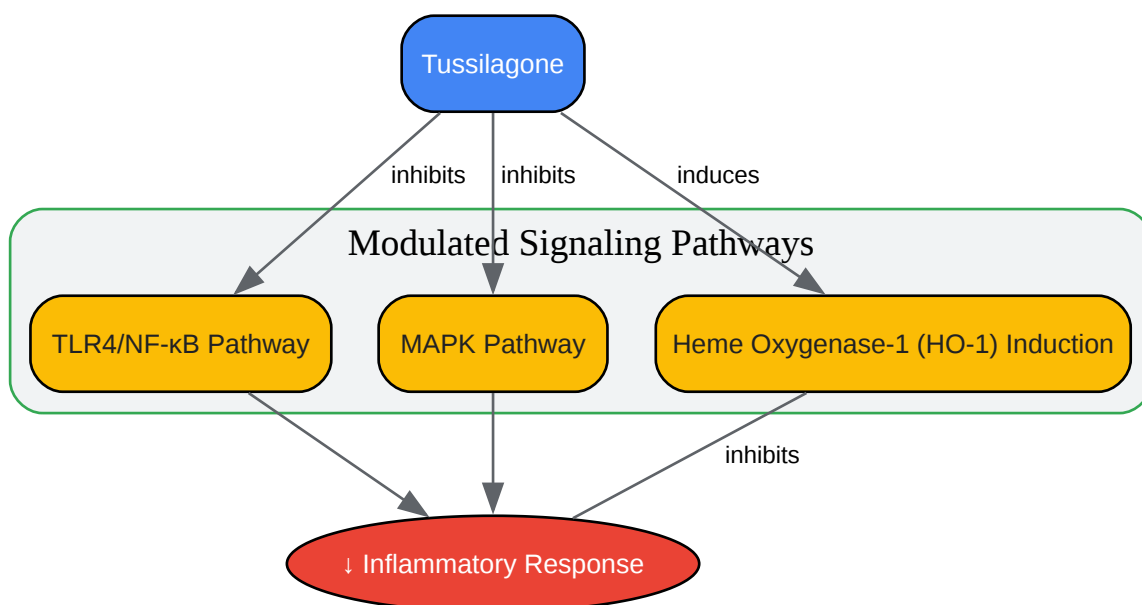 Tussilagone
inhibits
inhibits
induces
Modulated Signaling Pathways
TLR4/NF-κB Pathway
MAPK Pathway
Heme Oxygenase-1 (HO-1) Induction
inhibits
↓ Inflammatory Response